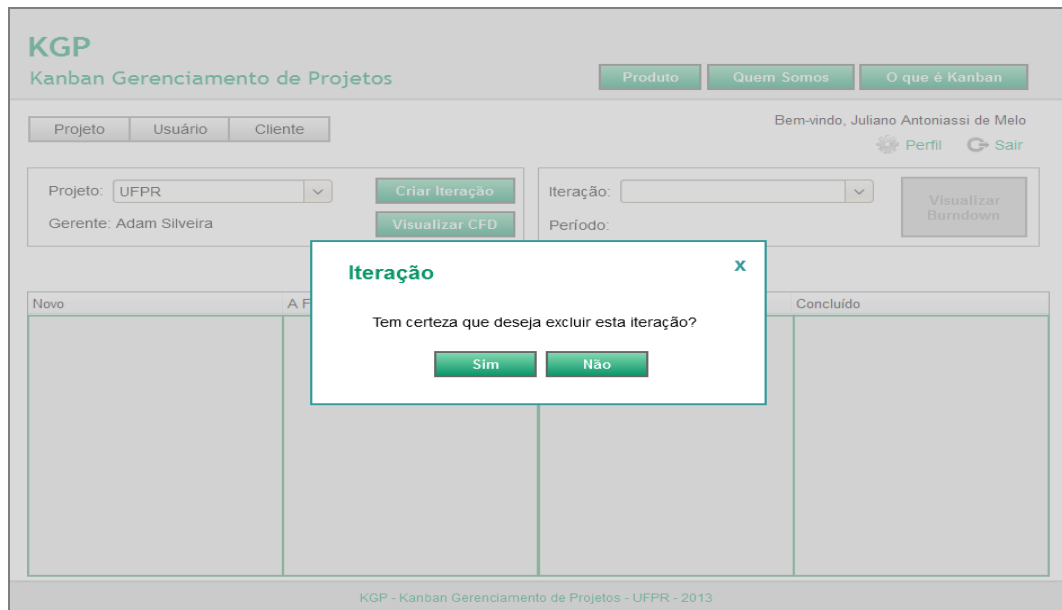 KGP
Kanban Gerenciamento de Projetos
Produto Quem Somos O que é Kanban
Projeto Usuário Cliente
Bem-vindo, Juliano Antoniassi de Melo
Perfil Sair
Projeto: UFPR Criar Iteração
Gerente: Adam Silveira Visualizar CFD
Iteração:
Período:
Visualizar
Burndown
Iteração x
Tem certeza que deseja excluir esta iteração?
Sim Não
Novo A F Concluído
KGP - Kanban Gerenciamento de Projetos - UFPR - 2013